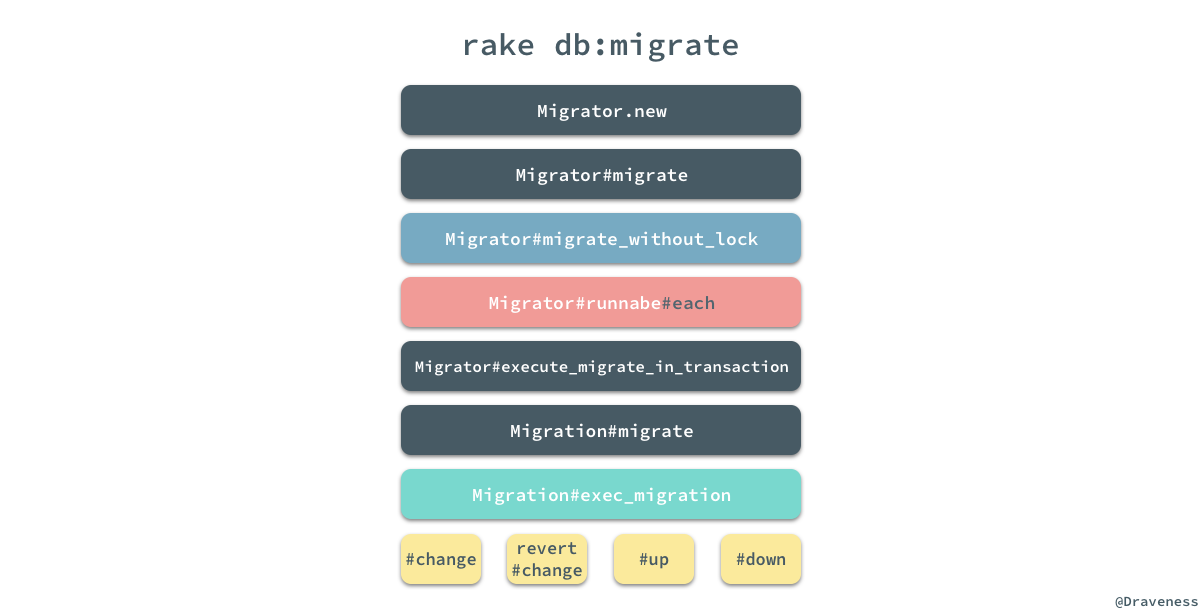 rake db:migrate
Migrator.new
Migrator#migrate
Migrator#migrate_without_lock
Migrator#runnabe#each
Migrator#execute_migrate_in_transaction
Migration#migrate
Migration#exec_migration
#change
revert
#change
#up
#down
@Draveness